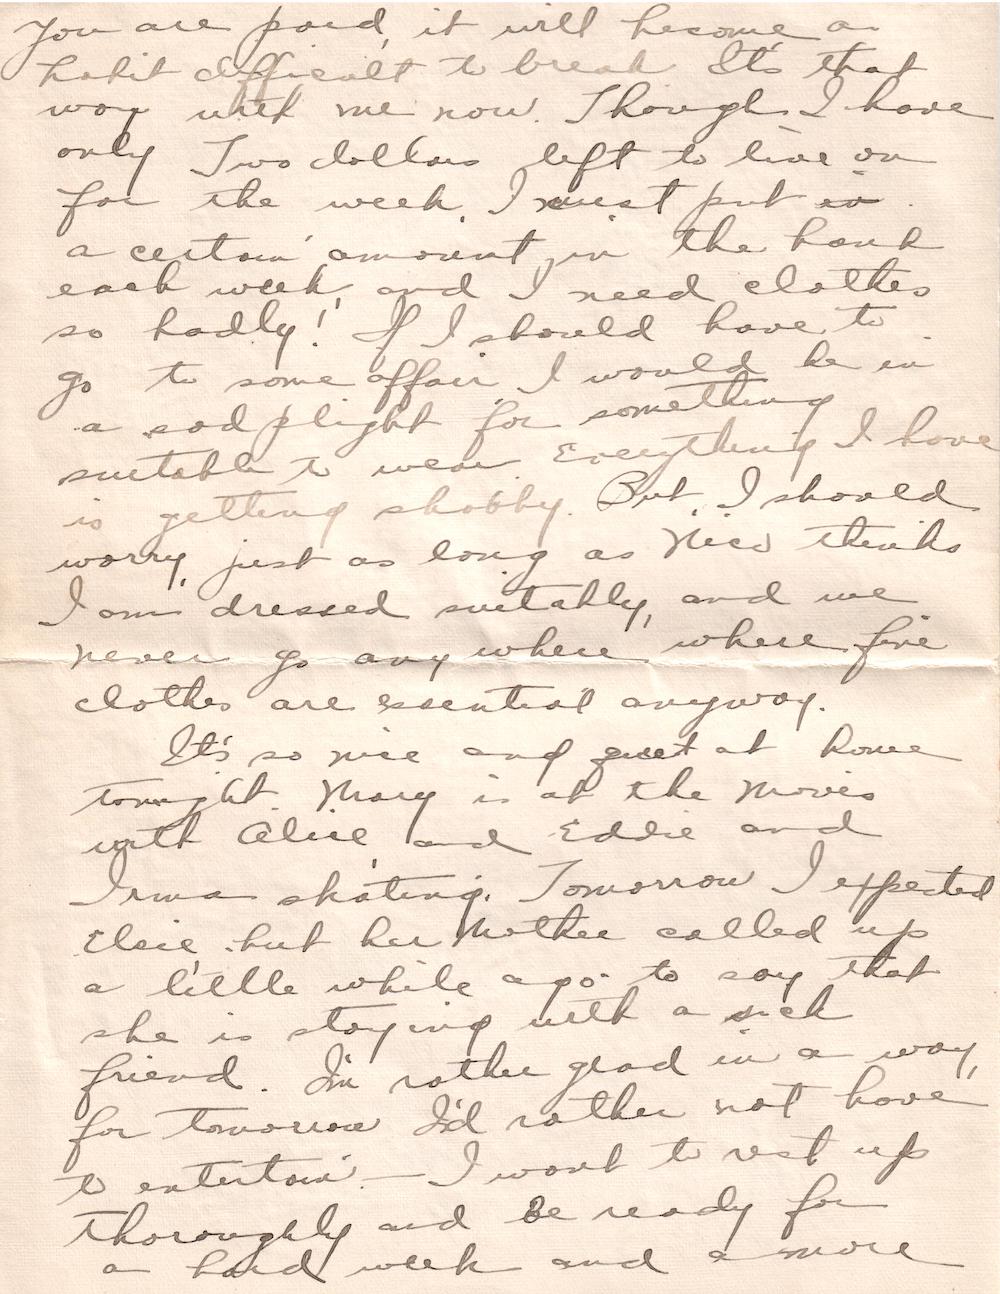 you are paid, it will become a
habit difficult to break. It's that
way with me now. Though I have
only Two dollars left to live on
for the week, I must put in
a certain amount in the bank
each week, and I need clothes
so badly! If I should have to
go to some affair I would be in
a sad plight for something
suitable to wear Everything I have
is getting shabby. But, I should
worry, just as long as Nick thinks
I am dressed suitably, and we
never go anywhere, where fine
clothes are essential anyway.
It's so nice and quiet at home
tonight. Mary is at the Movies
with Alice, and Eddie and
Irma skating. Tomorrow I expected
Elsie, but her Mother called up
a little while ago to say that
she is staying with a sick
friend. I'm rather glad in a way,
for tomorrow I'd rather not have
to entertain. — I want to rest up
thoroughly and be ready for
a hard week and a more